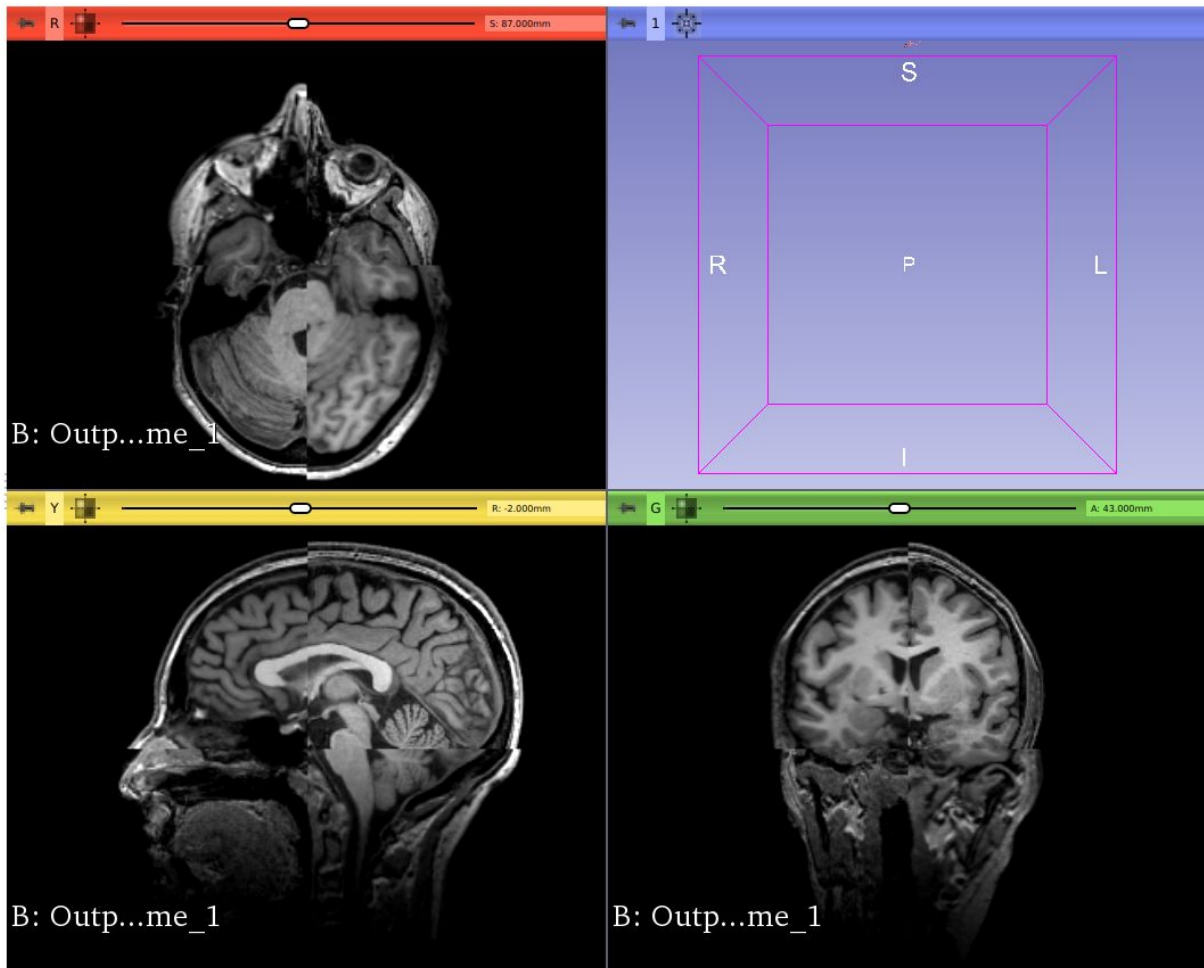 R
S: 87.000mm
1
S
R
P
L
I
B: Outp...me_1
Y
R: -2.000mm
G
A: 43.000mm
B: Outp...me_1
B: Outp...me_1